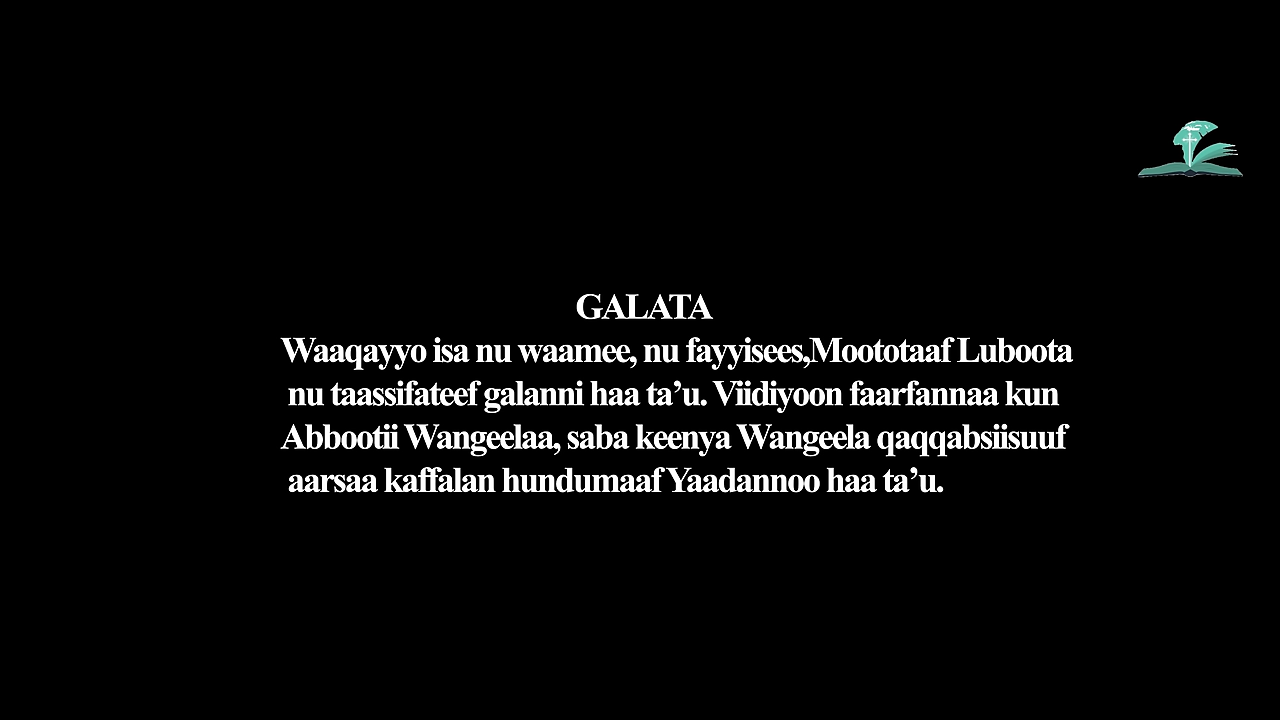 GALATA
Waaqayyo isa nu waamee, nu fayyisees,Moototaaf Luboota
nu taassifateef galanni haa ta’u. Viidiyoon faarfannaa kun
Abbootii Wangeelaa, saba keenya Wangeela qaqqabsiisuuf
aarsaa kaffalan hundumaaf Yaadannoo haa ta’u.